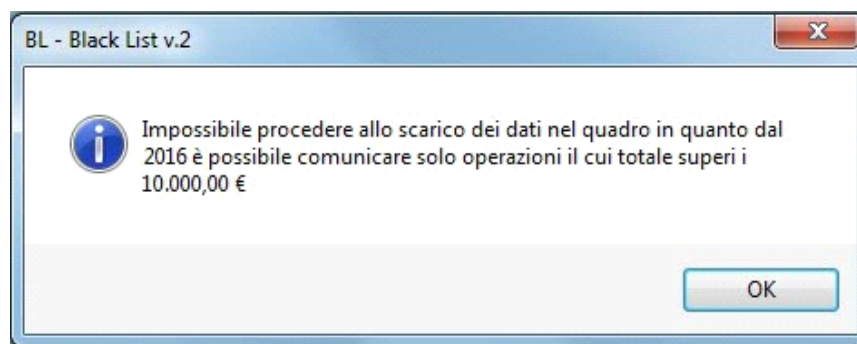 BL - Black List v.2
Impossibile procedere allo scarico dei dati nel quadro in quanto dal
2016 è possibile comunicare solo operazioni il cui totale superi i
10.000,00 €
OK